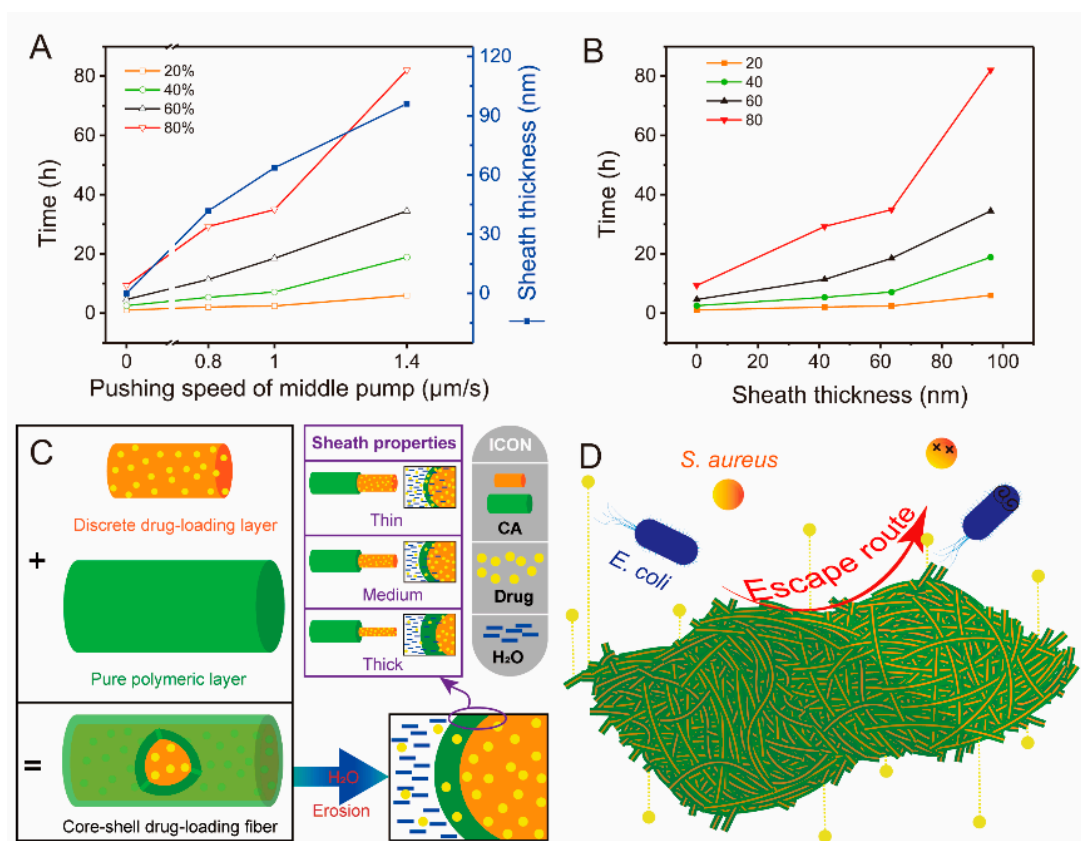 A
20%
40%
60%
80%
Time (h)
0
20
40
60
80
0
0.8
1
1.4
Pushing speed of middle pump (μm/s)
0
30
60
90
120
Sheath thickness (nm)
B
20
40
60
80
Time (h)
0
20
40
60
80
0
20
40
60
80
100
Sheath thickness (nm)
C
Discrete drug-loading layer
+
Pure polymeric layer
=
Core-shell drug-loading fiber
H₂O
Erosion
Sheath properties
Thin
Medium
Thick
ICON
CA
Drug
H₂O
D
S. aureus
E. coli
Escape route